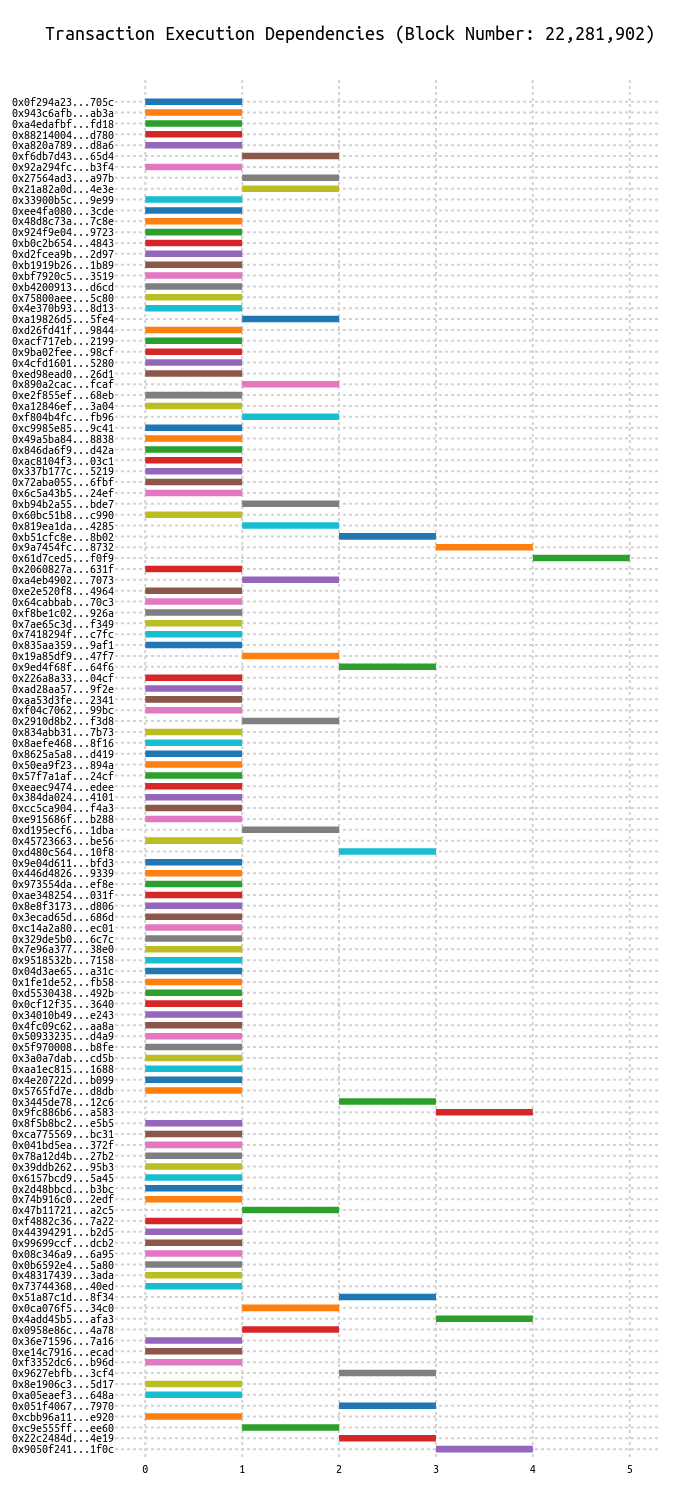 Transaction Execution Dependencies (Block Number: 22,281,902)
0x0f294a23...705c
0x943c6afb...ab3a
0xa4edafbf...fd18
0x88214004...d780
0xa820a789...d8a6
0xf6db7d43...65d4
0x92a294fc...b3f4
0x27564ad3...a97b
0x21a82a0d...4e3e
0x33900b5c...9e99
0xee4fa080...3cde
0x48d8c73a...7c8e
0x924f9e04...9723
0xb0c2b654...4843
0xd2fcea9b...2d97
0xb1919b26...1b89
0xbf7920c5...3519
0xb4200913...d6cd
0x75800aee...5c80
0x4e370b93...8d13
0xa19826d5...5fe4
0xd26fd41f...9844
0xacf717eb...2199
0x9ba02fee...98cf
0x4cfd1601...5280
0xed98ead0...26d1
0x890a2cac...fcaf
0xe2f855ef...68eb
0xa12846ef...3a04
0xf804b4fc...fb96
0xc9985e85...9c41
0x49a5ba84...8838
0x846da6f9...d42a
0xac8104f3...03c1
0x337b177c...5219
0x72aba055...6fbf
0x6c5a43b5...24ef
0xb94b2a55...bde7
0x60bc51b8...c990
0x819ea1da...4285
0xb51cfc8e...8b02
0x9a7454fc...8732
0x61d7ced5...f0f9
0x2060827a...631f
0xa4eb4902...7073
0xe2e520f8...4964
0x64cabbab...70c3
0xf8be1c02...926a
0x7ae65c3d...f349
0x7418294f...c7fc
0x835aa359...9af1
0x19a85df9...47f7
0x9ed4f68f...64f6
0x226a8a33...04cf
0xad28aa57...9f2e
0xaa53d3fe...2341
0xf04c7062...99bc
0x2910d8b2...f3d8
0x834abb31...7b73
0x8aefe468...8f16
0x8625a5a8...d419
0x50ea9f23...894a
0x57f7a1af...24cf
0xeaec9474...edee
0x384da024...4101
0xcc5ca904...f4a3
0xe915686f...b288
0xd195ecf6...1dba
0x45723663...be56
0xd480c564...10f8
0x9e04d611...bfd3
0x446d4826...9339
0x973554da...ef8e
0xae348254...031f
0x8e8f3173...d806
0x3ecad65d...686d
0xc14a2a80...ec01
0x329de5b0...6c7c
0x7e96a377...38e0
0x9518532b...7158
0x04d3ae65...a31c
0x1fe1de52...fb58
0xd5530438...492b
0x0cf12f35...3640
0x34010b49...e243
0x4fc09c62...aa8a
0x50933235...d4a9
0x5f970008...b8fe
0x3a0a7dab...cd5b
0xaa1ec815...1688
0x4e20722d...b099
0x5765fd7e...d8db
0x3445de78...12c6
0x9fc886b6...a583
0x8f5b8bc2...e5b5
0xca775569...bc31
0x041bd5ea...372f
0x78a12d4b...27b2
0x39ddb262...95b3
0x6157bcd9...5a45
0x2d48bbcd...b3bc
0x74b916c0...2edf
0x47b11721...a2c5
0xf4882c36...7a22
0x44394291...b2d5
0x99699ccf...dcb2
0x08c346a9...6a95
0x0b6592e4...5a80
0x48317439...3ada
0x73744368...40ed
0x51a87c1d...8f34
0x0ca076f5...34c0
0x4add45b5...afa3
0x0958e86c...4a78
0x36e71596...7a16
0xe14c7916...ecad
0xf3352dc6...b96d
0x9627ebfb...3cf4
0x8e1906c3...5d17
0xa05eaef3...648a
0x051f4067...7970
0xcbb96a11...e920
0xc9e555ff...ee60
0x22c2484d...4e19
0x9050f241...1f0c
0 1 2 3 4 5